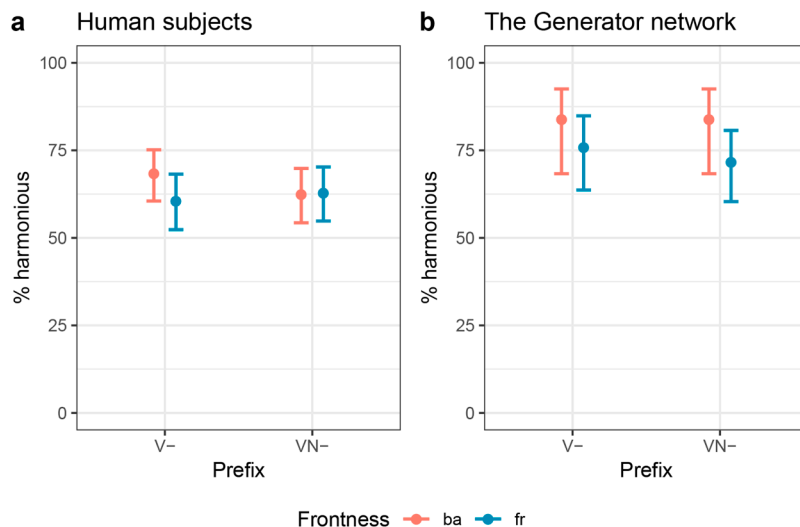 a Human subjects
% harmonious
100
75
50
25
0
V− VN−
Prefix
b The Generator network
% harmonious
100
75
50
25
0
V− VN−
Prefix
Frontness ba fr